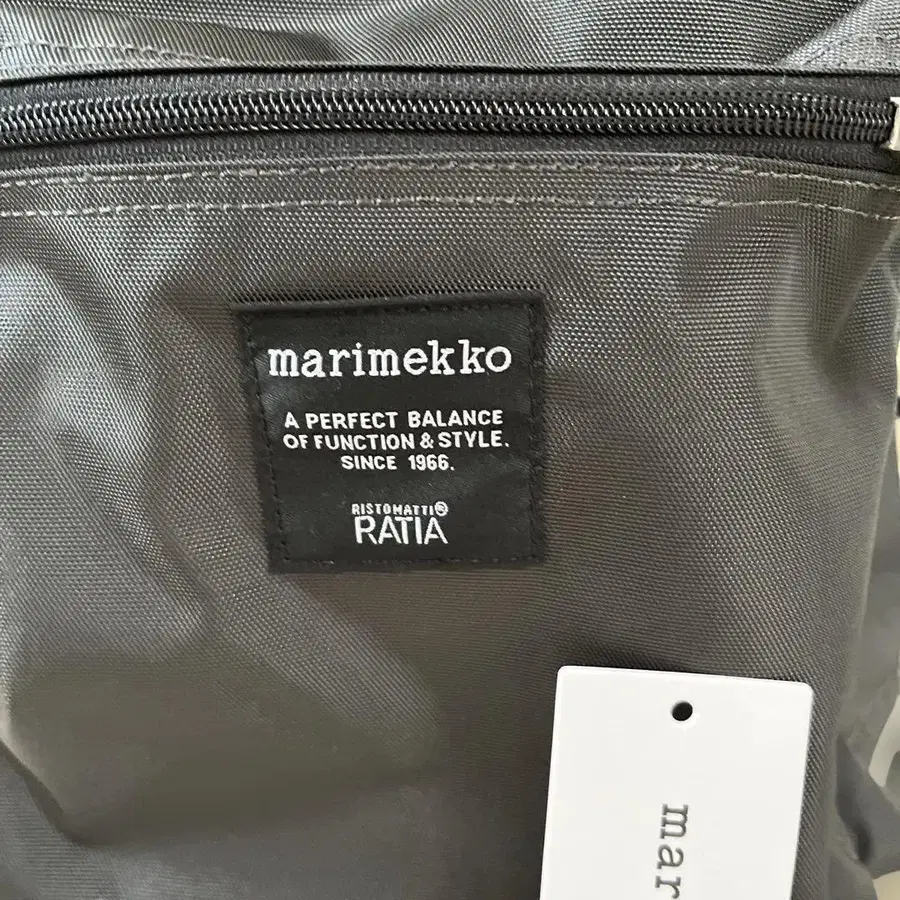 marimekko
A PERFECT BALANCE
OF FUNCTION & STYLE.
SINCE 1966.
RISTOMATTI®
RATIA
mar